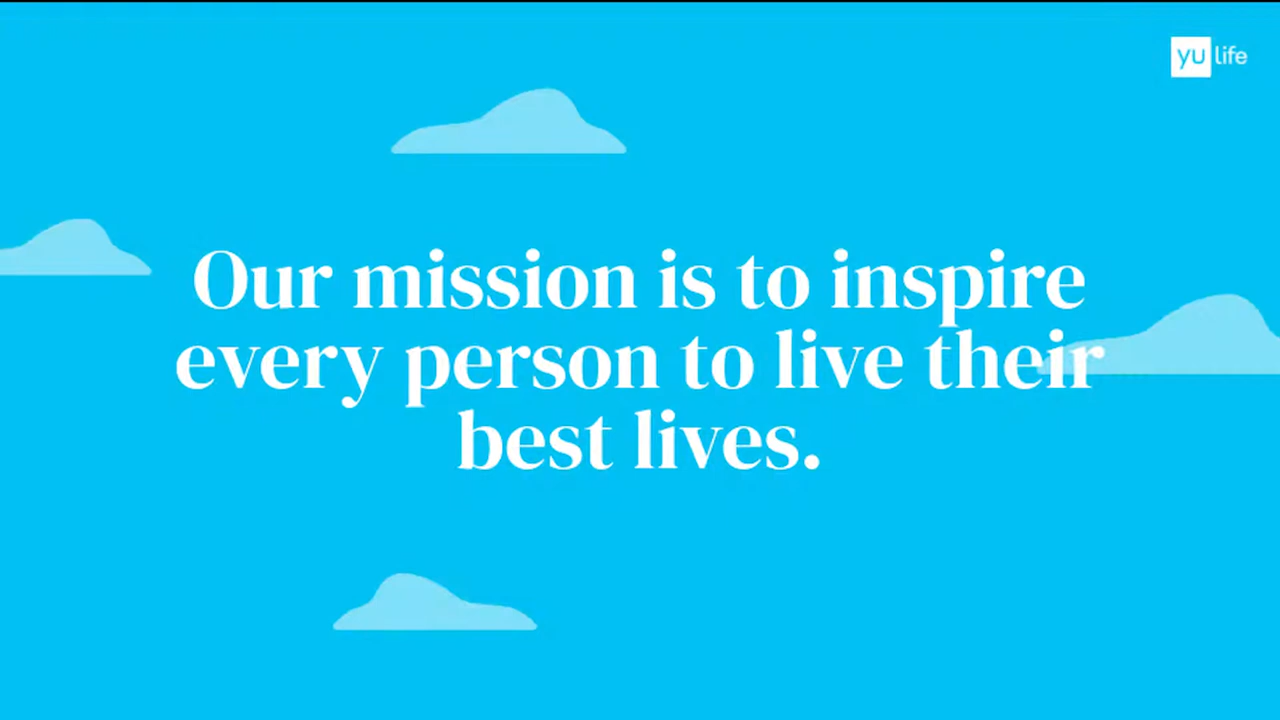 yu life
Our mission is to inspire
every person to live their
best lives.